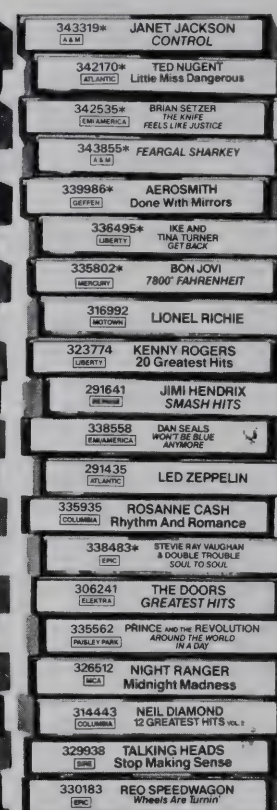 343319* JANET JACKSON
A&M CONTROL
342170* TED NUGENT
ATLANTIC Little Miss Dangerous
342535* BRIAN SETZER
THE KNIFE
EMI/AMERICA FEELS LIKE JUSTICE
343855* FEARGAL SHARKEY
A&M
339986* AEROSMITH
GEFFEN Done With Mirrors
336495* IKE AND
TINA TURNER
LIBERTY GET BACK
335802* BON JOVI
MERCURY 7800° FAHRENHEIT
316992 LIONEL RICHIE
MOTOWN
323774 KENNY ROGERS
LIBERTY 20 Greatest Hits
291641 JIMI HENDRIX
REPRISE SMASH HITS
338558 DAN SEALS
EMI/AMERICA WON'T BE BLUE
ANYMORE
291435 LED ZEPPELIN
ATLANTIC
335935 ROSANNE CASH
COLUMBIA Rhythm And Romance
338483* STEVIE RAY VAUGHAN
& DOUBLE TROUBLE
EPIC SOUL TO SOUL
306241 THE DOORS
ELEKTRA GREATEST HITS
335562 PRINCE AND THE REVOLUTION
PAISLEY PARK AROUND THE WORLD
IN A DAY
326512 NIGHT RANGER
MCA Midnight Madness
314443 NEIL DIAMOND
COLUMBIA 12 GREATEST HITS VOL. II
329938 TALKING HEADS
SIRE Stop Making Sense
330183 REO SPEEDWAGON
EPIC Wheels Are Turnin'